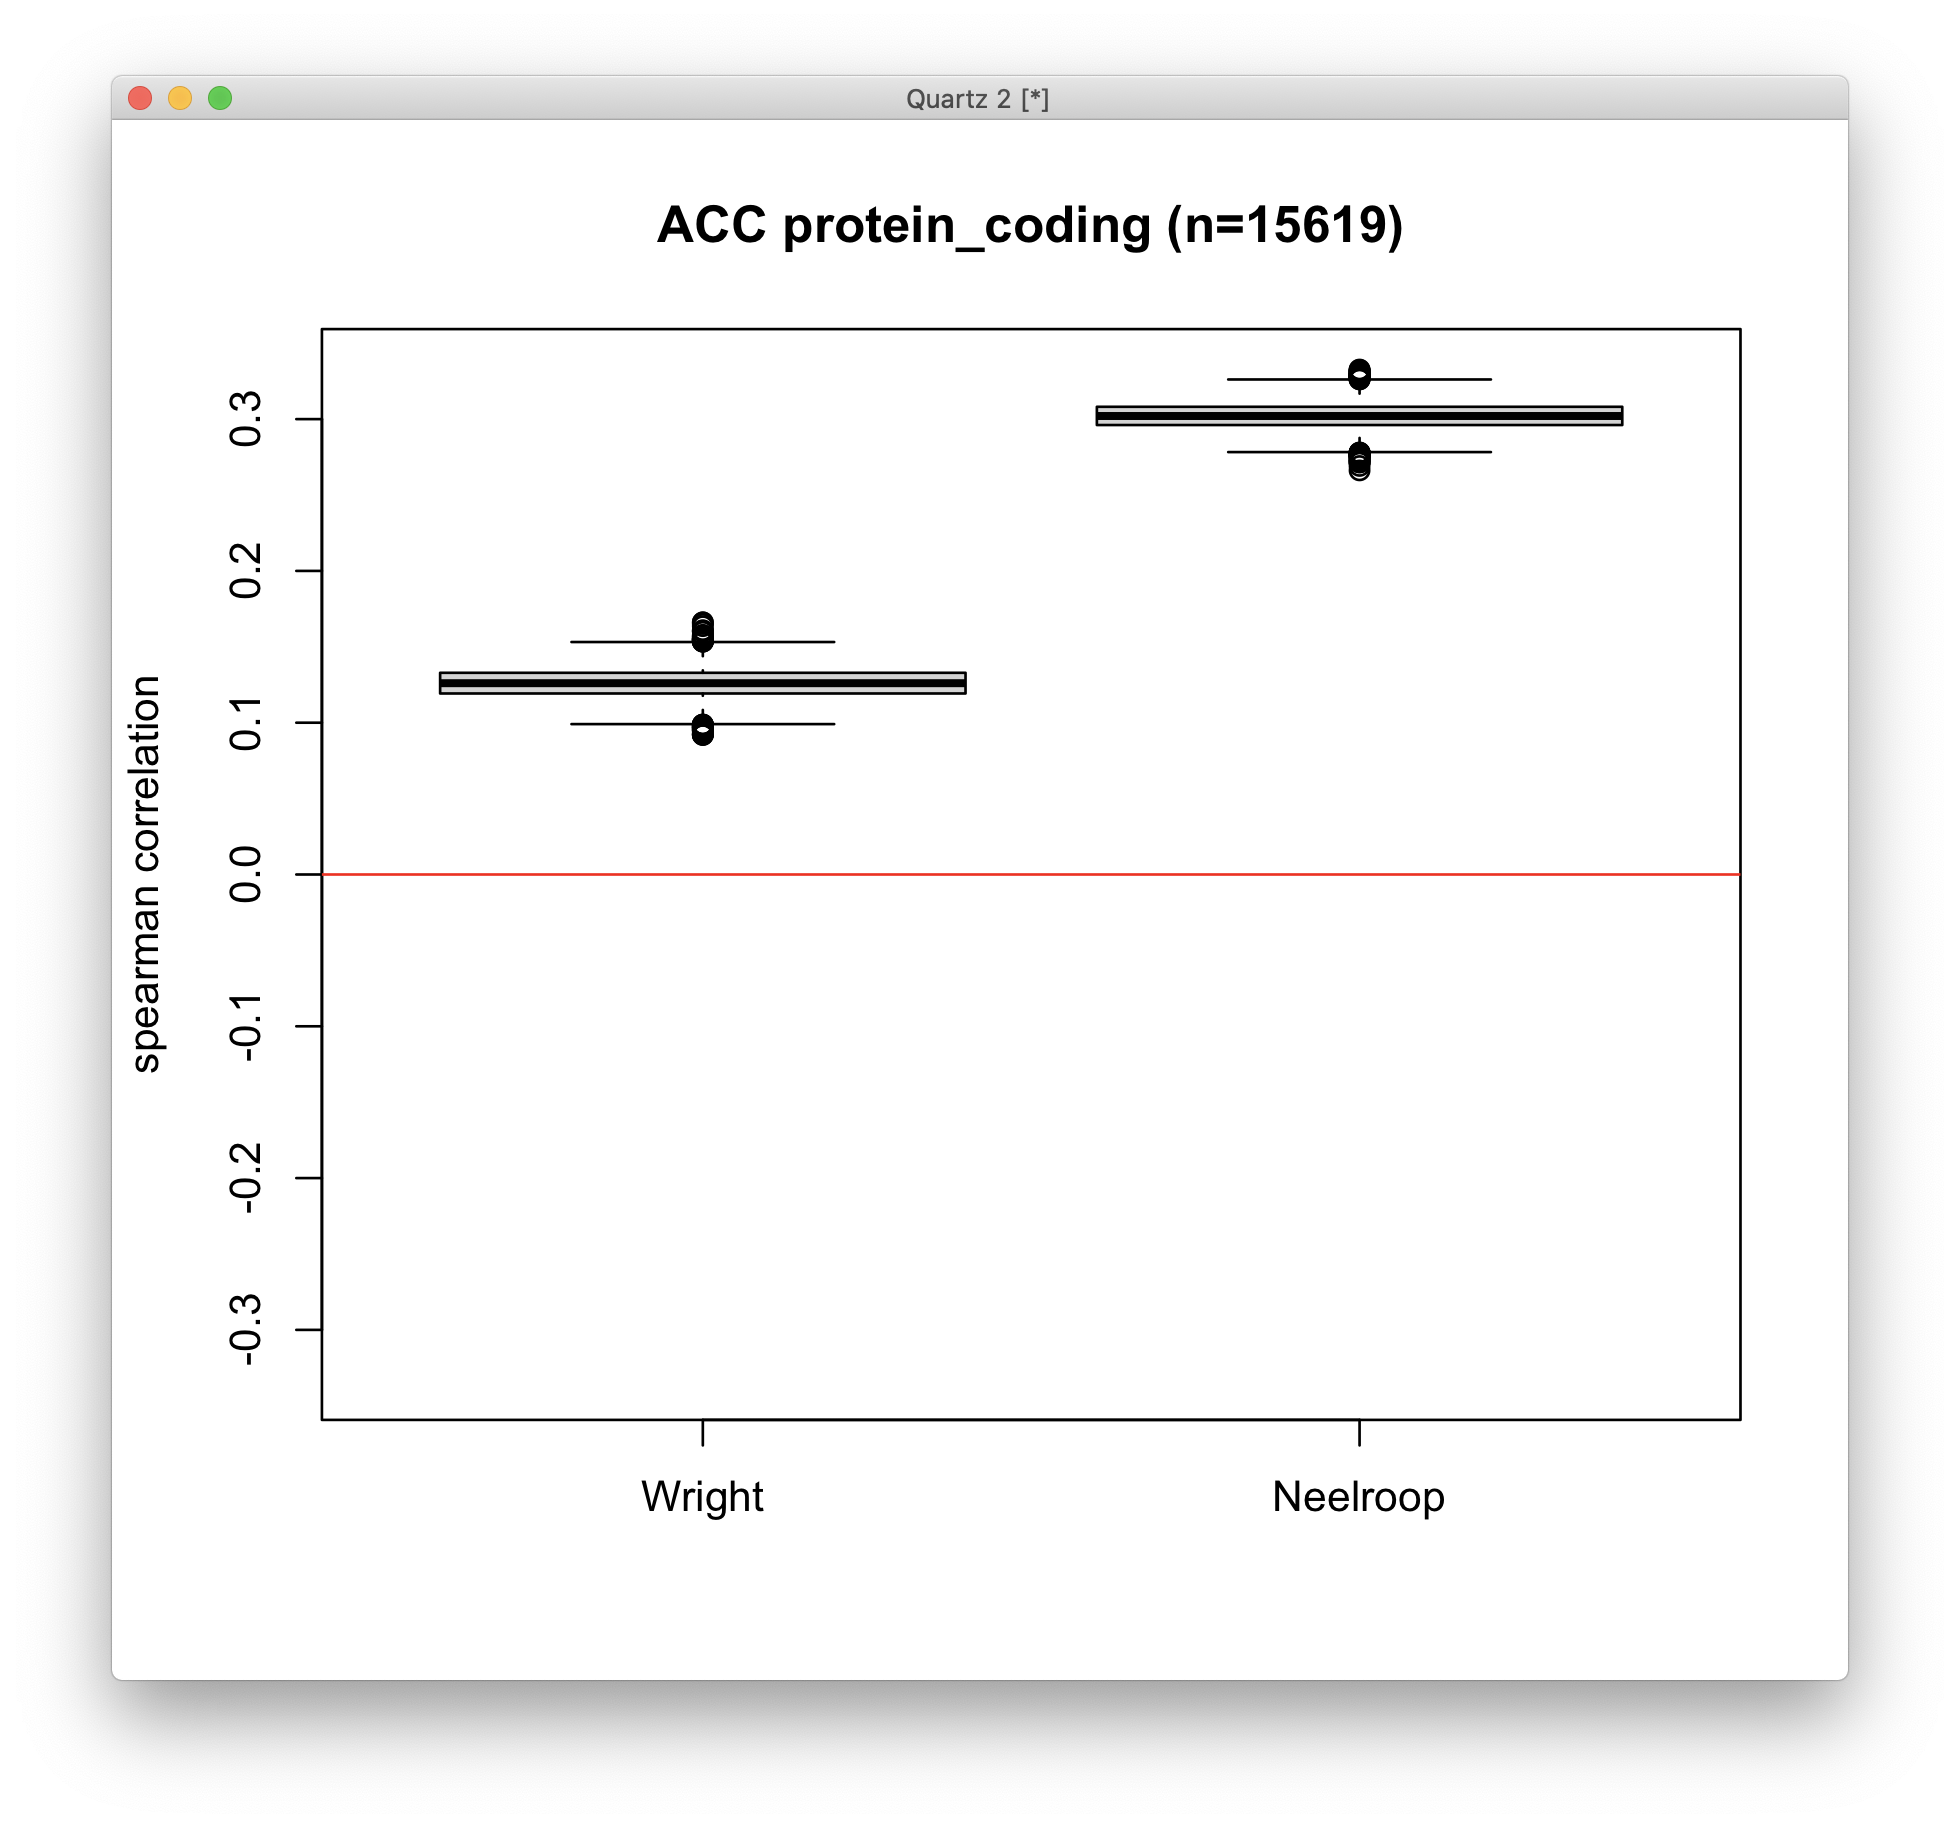 Quartz 2 [*]
ACC protein_coding (n=15619)
spearman correlation
0.3
0.2
0.1
0.0
-0.1
-0.2
-0.3
Wright
Neelroop